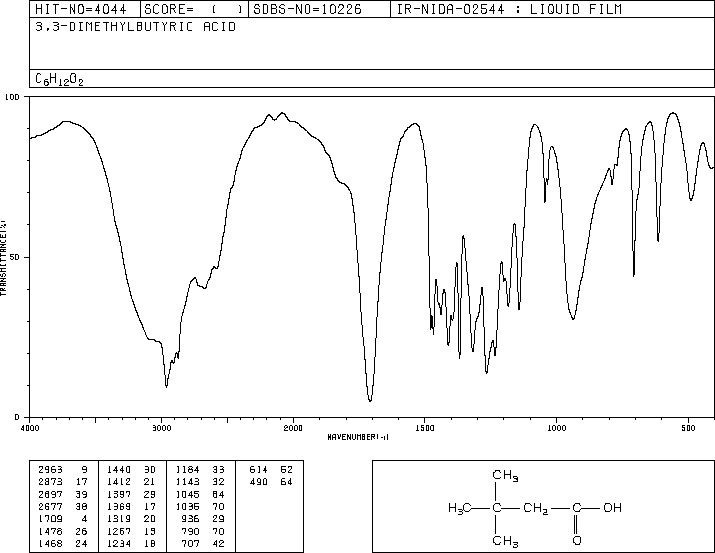 HIT-NO=4044 SCORE= ( ) SDBS-NO=10226 IR-NIDA-02544 : LIQUID FILM
3,3-DIMETHYLBUTYRIC ACID
C6H12O2
100
50
0
TRANSMITTANCE(%)
4000 3000 2000 1500 1000 500
WAVENUMBER(-1)
2963 9 1440 30 1184 33 614 52
2873 17 1412 21 1143 32 490 64
2697 39 1397 29 1045 64
2677 38 1369 17 1036 70
1709 4 1319 20 936 29
1478 26 1267 13 790 70
1468 24 1234 18 707 42
CH3
H3C C CH2 C OH
CH3 O